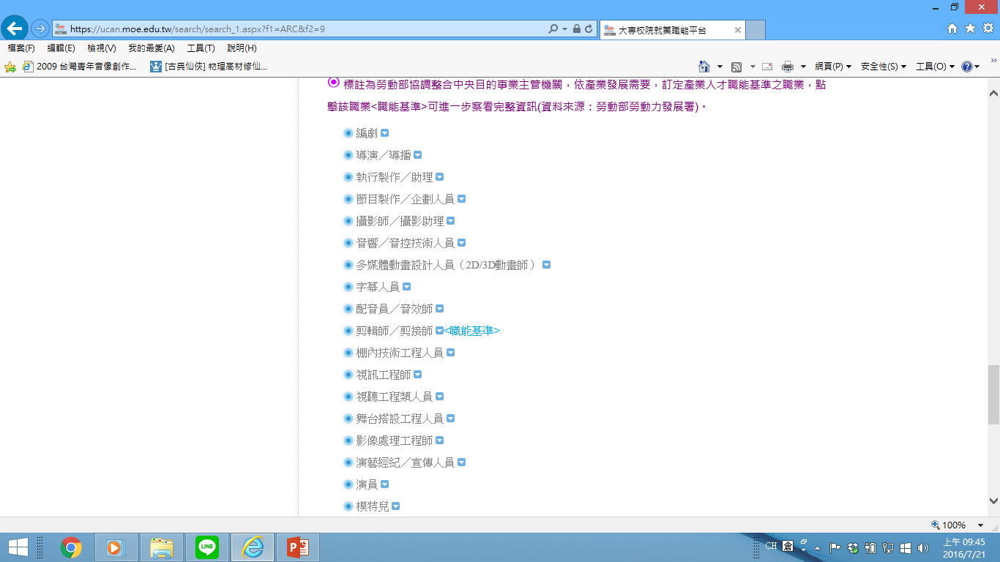 https://ucan.moe.edu.tw/search/search_1.aspx?f1=ARC&f2=9
大專校院就業職能平台
檔案(F) 編輯(E) 檢視(V) 我的最愛(A) 工具(T) 說明(H)
2009 台灣青年音像創作... [古典仙俠] 物理高材修仙... 網頁(P) 安全性(S) 工具(O)
標註為勞動部協調整合中央目的事業主管機關，依產業發展需要，訂定產業人才職能基準之職業，點
擊該職業<職能基準>可進一步察看完整資訊(資料來源：勞動部勞動力發展署)。
編劇
導演／導播
執行製作／助理
節目製作／企劃人員
攝影師／攝影助理
音響／音控技術人員
多媒體動畫設計人員（2D/3D動畫師）
字幕人員
配音員／音效師
剪輯師／剪接師 <職能基準>
棚內技術工程人員
視訊工程師
視聽工程類人員
舞台搭設工程人員
影像處理工程師
演藝經紀／宣傳人員
演員
模特兒
100%
LINE
CH 倉
上午 09:45
2016/7/21